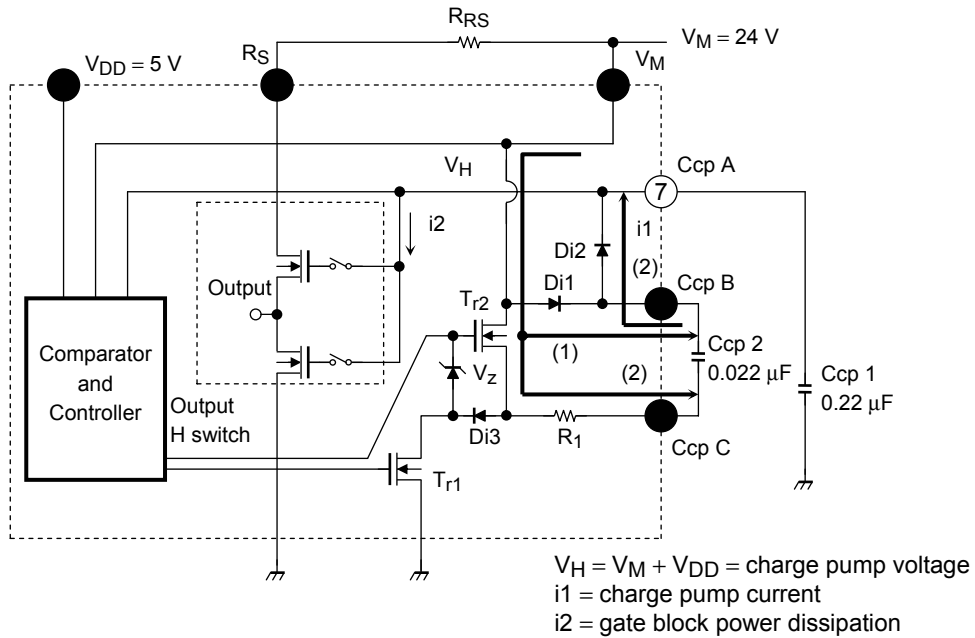 R_RS
V_DD = 5 V
R_S
V_M
V_M = 24 V
V_H
Ccp A
7
i2
i1
Di2
(2)
Di1
Ccp B
Output
T_r2
(1)
Ccp 2
0.022 μF
Comparator
and
Controller
V_Z
(2)
Ccp 1
0.22 μF
Output
H switch
Di3
R_1
Ccp C
T_r1
V_H = V_M + V_DD = charge pump voltage
i1 = charge pump current
i2 = gate block power dissipation